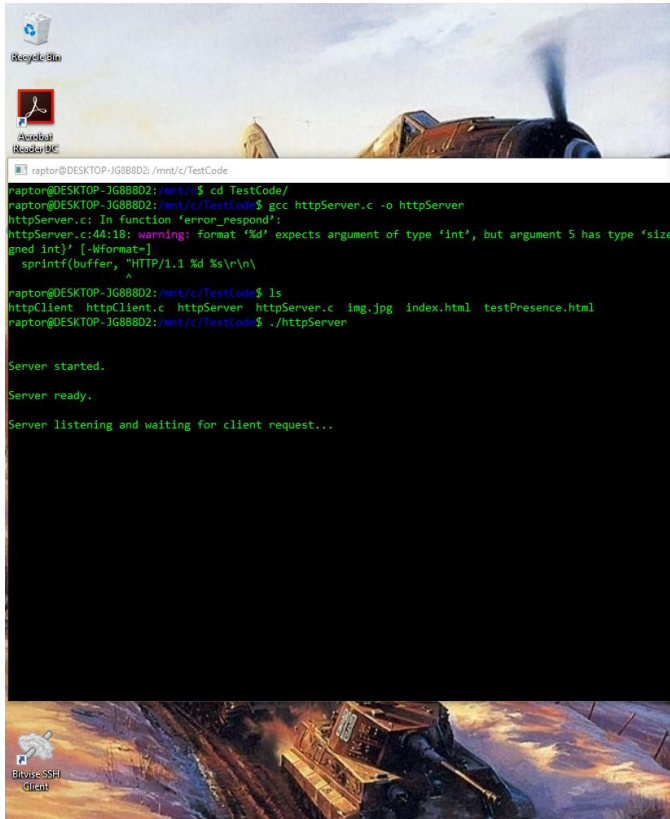 Recycle Bin
Acrobat
Reader DC
raptor@DESKTOP-JG8B8D2: /mnt/c/TestCode
raptor@DESKTOP-JG8B8D2:/mnt/c$ cd TestCode/
raptor@DESKTOP-JG8B8D2:/mnt/c/TestCode$ gcc httpServer.c -o httpServer
httpServer.c: In function ‘error_respond’:
httpServer.c:44:18: warning: format ‘%d’ expects argument of type ‘int’, but argument 5 has type ‘size
gned int}’ [-Wformat=]
sprintf(buffer, "HTTP/1.1 %d %s\r\n\
^
raptor@DESKTOP-JG8B8D2:/mnt/c/TestCode$ ls
httpClient httpClient.c httpServer httpServer.c img.jpg index.html testPresence.html
raptor@DESKTOP-JG8B8D2:/mnt/c/TestCode$ ./httpServer
Server started.
Server ready.
Server listening and waiting for client request...
Bitvise SSH
Client